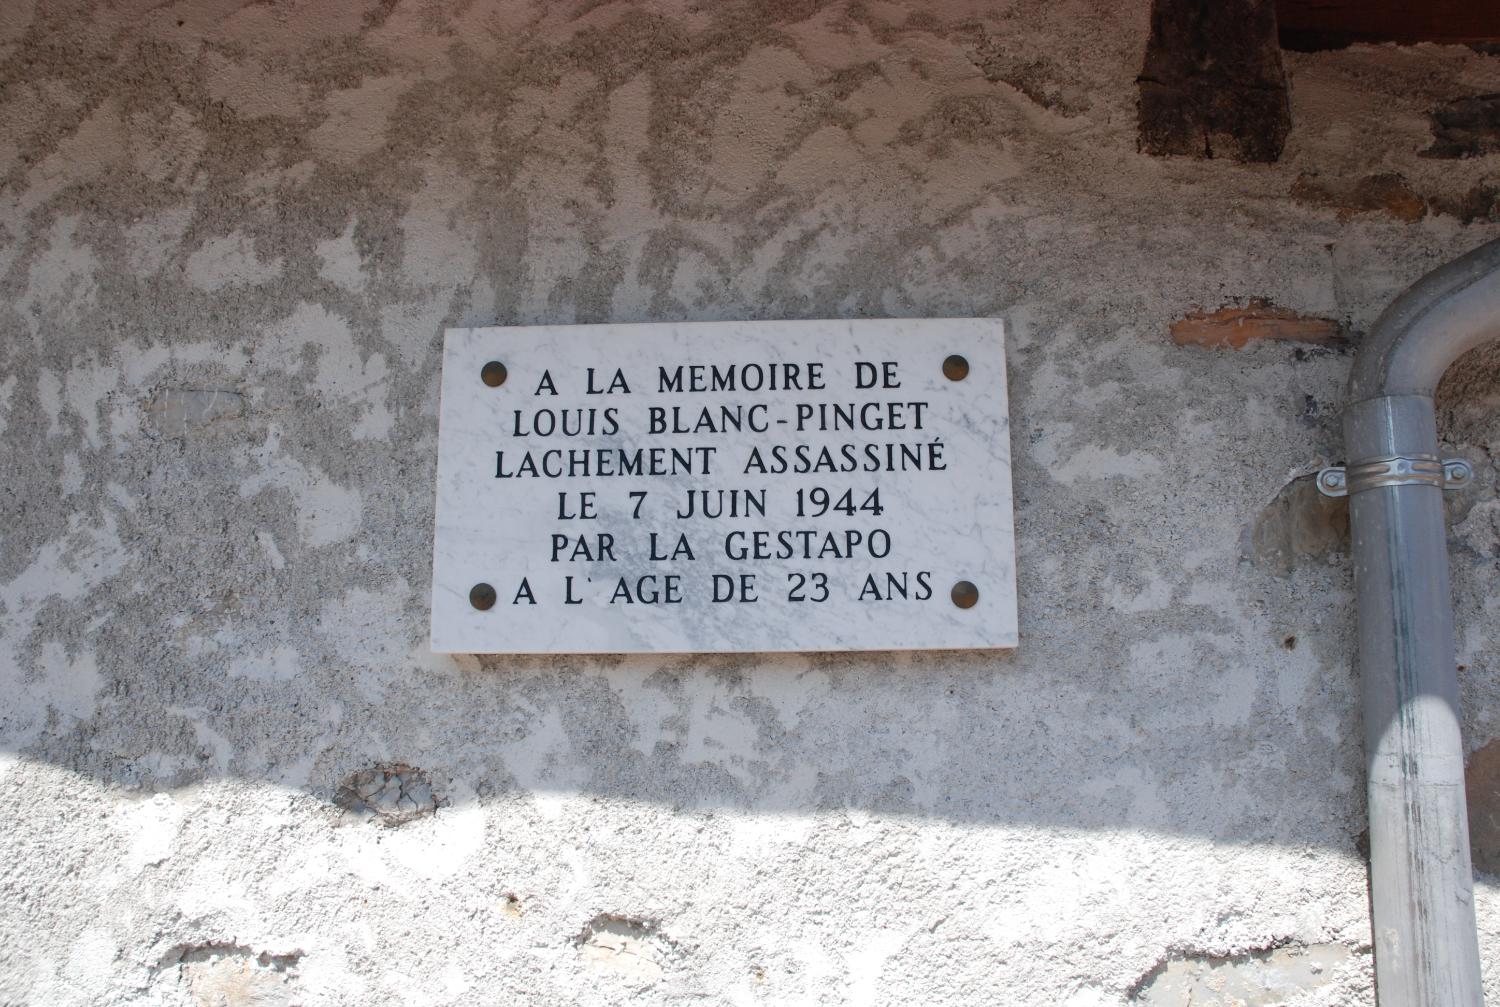 A LA MEMOIRE DE
LOUIS BLANC-PINGET
LACHEMENT ASSASSINÉ
LE 7 JUIN 1944
PAR LA GESTAPO
A L'AGE DE 23 ANS